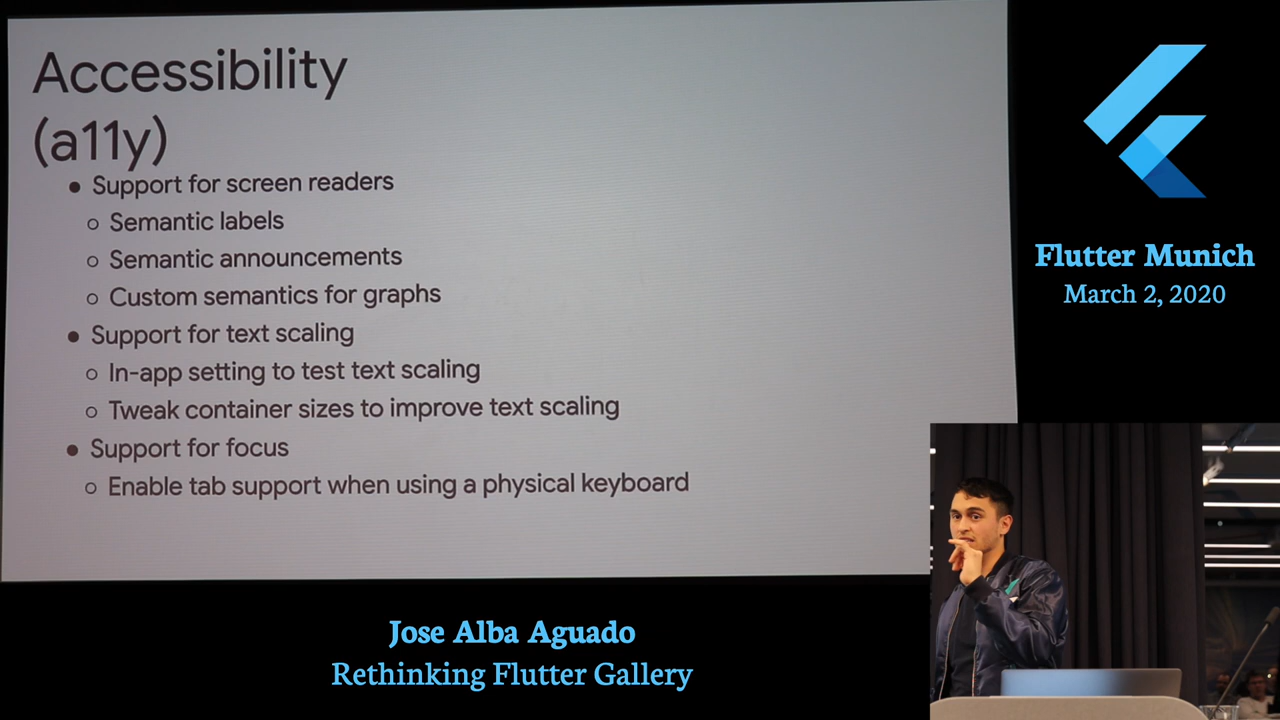 Accessibility
(a11y)
● Support for screen readers
○ Semantic labels
○ Semantic announcements
○ Custom semantics for graphs
● Support for text scaling
○ In-app setting to test text scaling
○ Tweak container sizes to improve text scaling
● Support for focus
○ Enable tab support when using a physical keyboard
Flutter Munich
March 2, 2020
Jose Alba Aguado
Rethinking Flutter Gallery